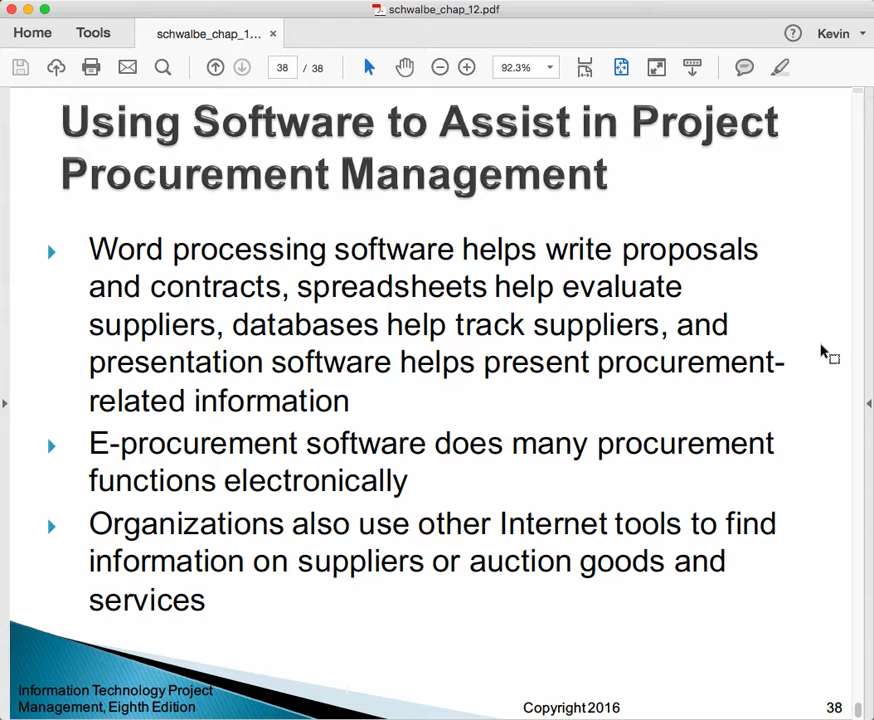 schwalbe_chap_12.pdf
Home Tools schwalbe_chap_1... × ? Kevin
38 / 38 92.3%
Using Software to Assist in Project
Procurement Management
Word processing software helps write proposals
and contracts, spreadsheets help evaluate
suppliers, databases help track suppliers, and
presentation software helps present procurement-
related information
E-procurement software does many procurement
functions electronically
Organizations also use other Internet tools to find
information on suppliers or auction goods and
services
Information Technology Project
Management, Eighth Edition
Copyright 2016
38